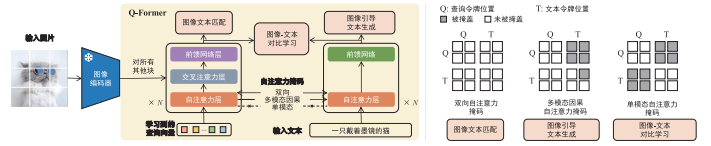 Q-Former
输入图片
图像
编码器
对所有
其他块
图像文本匹配
图像-文本
对比学习
图像引导
文本生成
前馈网络层
交叉注意力层
自注意力层
× N
自注意力掩码
双向
多模态因果
单模态
前馈网络
自注意力层
× N
学习到的
查询向量
输入文本
一只戴着墨镜的猫
Q: 查询令牌位置
T: 文本令牌位置
被掩盖
未被掩盖
Q T
Q
T
双向自注意力
掩码
图像文本匹配
Q T
Q
T
多模态因果
自注意力掩码
图像引导
文本生成
Q T
Q
T
单模态自注意力
掩码
图像-文本
对比学习